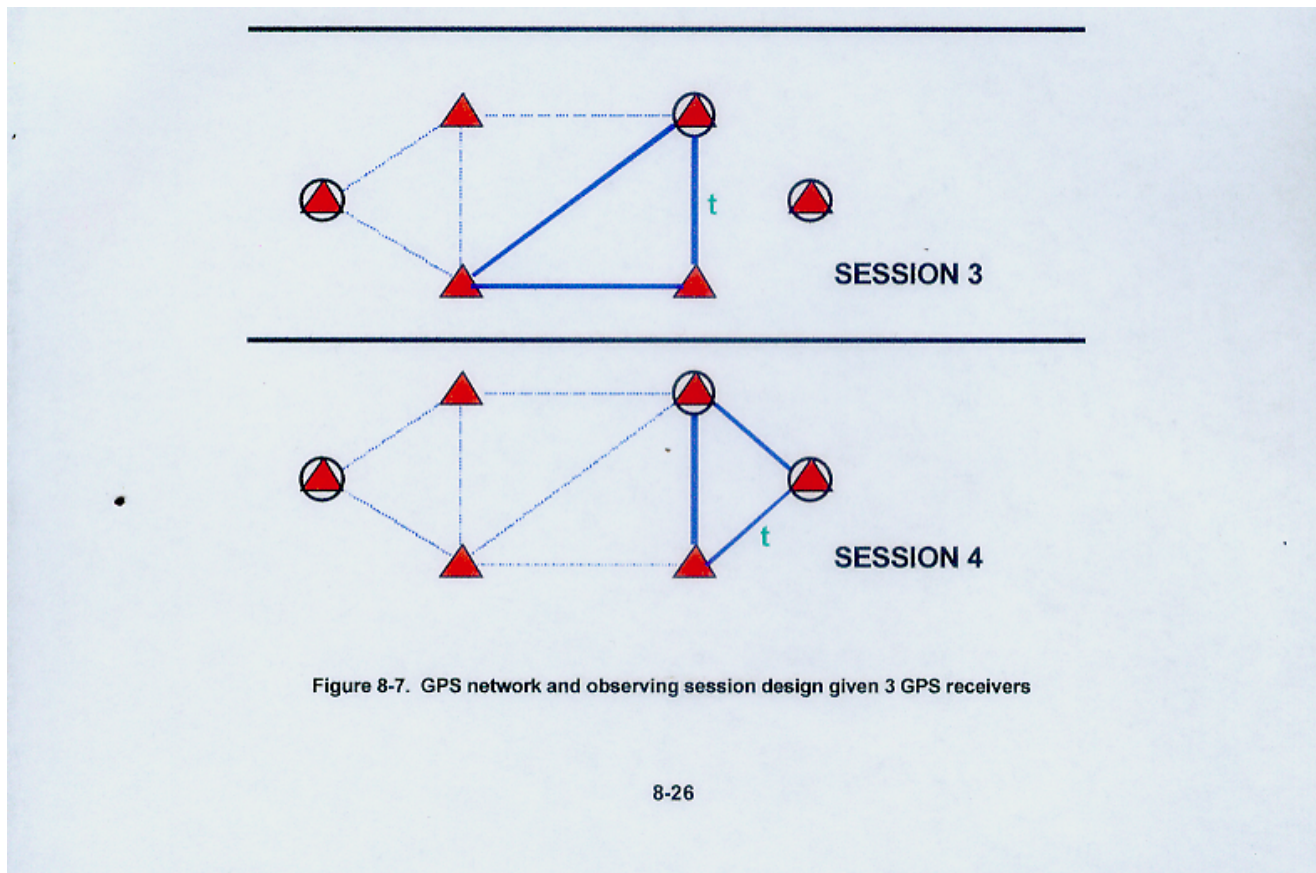 t
SESSION 3
t
SESSION 4
Figure 8-7. GPS network and observing session design given 3 GPS receivers
8-26